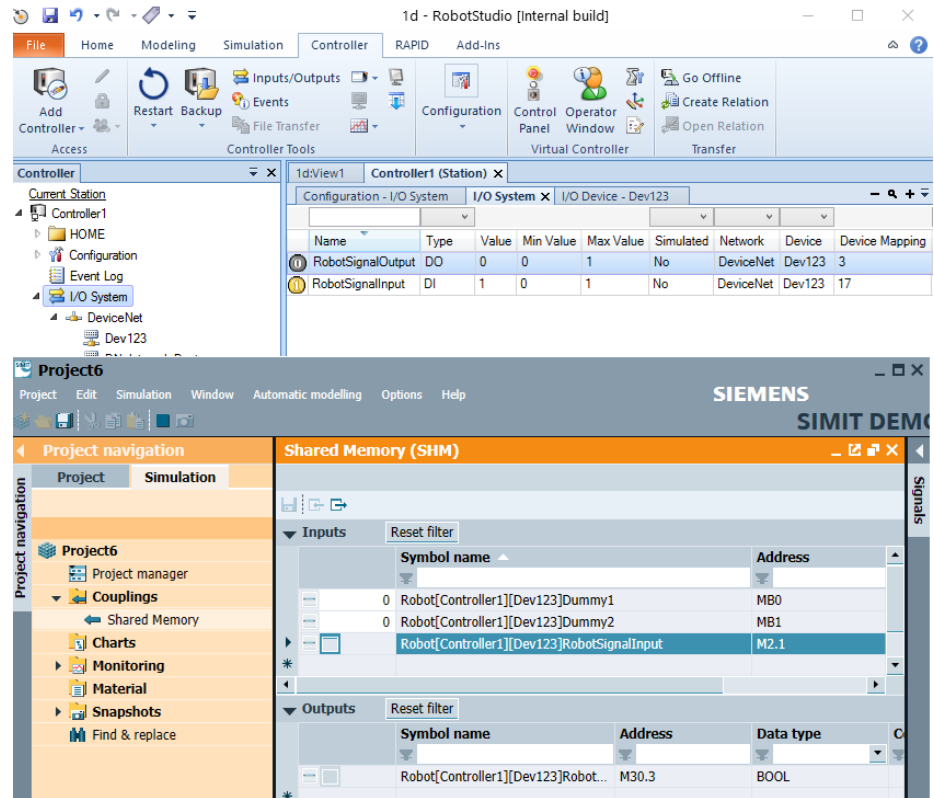 1d - RobotStudio [Internal build]
File Home Modeling Simulation Controller RAPID Add-Ins
Inputs/Outputs
Events
File Transfer
Add Controller
Restart Backup
Configuration
Control Panel
Operator Window
Go Offline
Create Relation
Open Relation
Access Controller Tools Virtual Controller Transfer
Controller
1d:View1 Controller1 (Station)
Current Station
Configuration - I/O System I/O System I/O Device - Dev123
Controller1
HOME
Configuration
Event Log
I/O System
DeviceNet
Dev123
Name Type Value Min Value Max Value Simulated Network Device Device Mapping
RobotSignalOutput DO 0 0 1 No DeviceNet Dev123 3
RobotSignalInput DI 1 0 1 No DeviceNet Dev123 17
Project6
Project Edit Simulation Window Automatic modelling Options Help
SIEMENS
SIMIT DEMO
Project navigation
Project navigation
Project Simulation
Project6
Project manager
Couplings
Shared Memory
Charts
Monitoring
Material
Snapshots
Find & replace
Shared Memory (SHM)
Signals
Inputs Reset filter
Symbol name Address
0 Robot[Controller1][Dev123]Dummy1 MB0
0 Robot[Controller1][Dev123]Dummy2 MB1
Robot[Controller1][Dev123]RobotSignalInput M2.1
Outputs Reset filter
Symbol name Address Data type
Robot[Controller1][Dev123]Robot... M30.3 BOOL